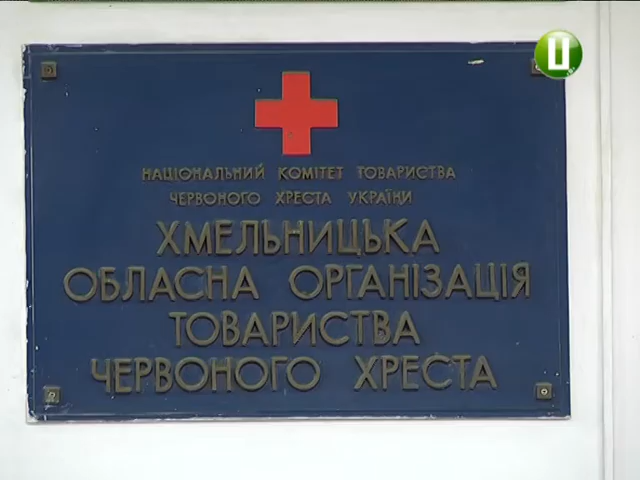 Ц
НАЦІОНАЛЬНИЙ КОМІТЕТ ТОВАРИСТВА
ЧЕРВОНОГО ХРЕСТА УКРАЇНИ
ХМЕЛЬНИЦЬКА
ОБЛАСНА ОРГАНІЗАЦІЯ
ТОВАРИСТВА
ЧЕРВОНОГО ХРЕСТА